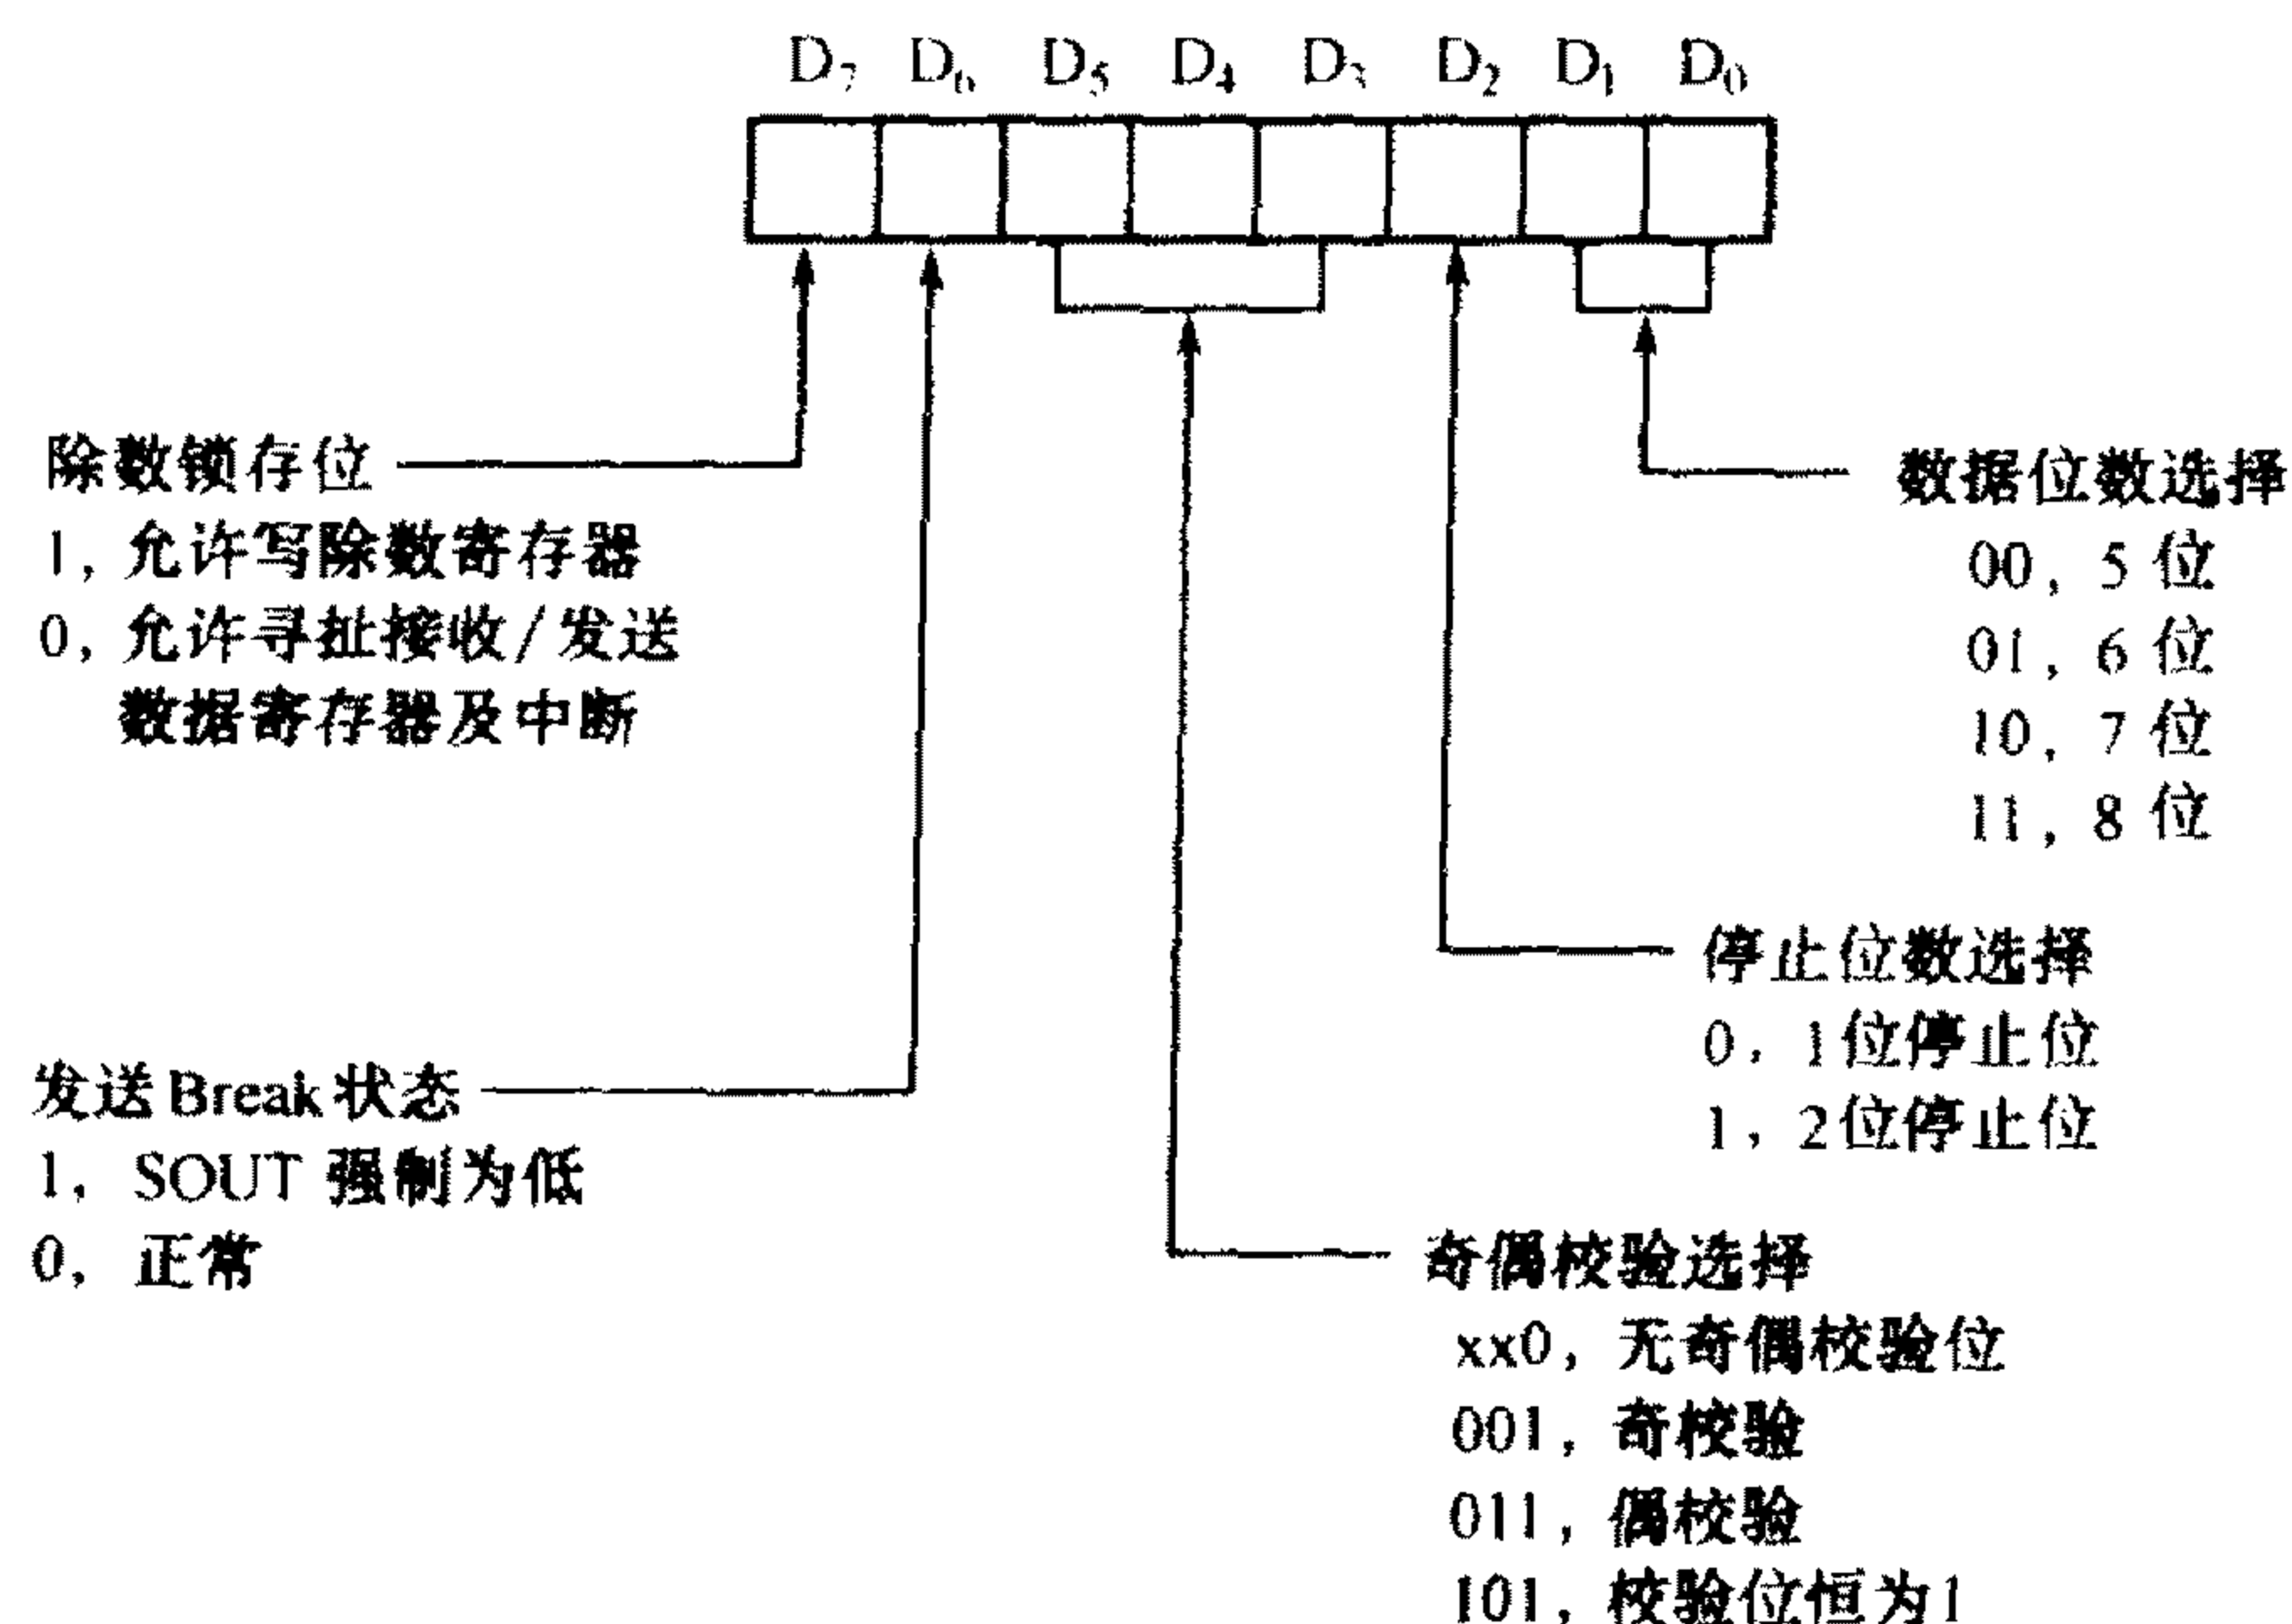 D7 D6 D5 D4 D3 D2 D1 D0
除数锁存位
1, 允许写除数寄存器
0, 允许寻扯接收/发送
数据寄存器及中断
数据位数选择
00, 5 位
01, 6 位
10, 7 位
11, 8 位
停止位数选择
0, 1位停止位
1, 2位停止位
发送 Break 状态
1, SOUT 强制为低
0, 正常
奇偶校验选择
xx0, 无奇偶校验位
001, 奇校验
011, 偶校验
101, 校验位恒为1